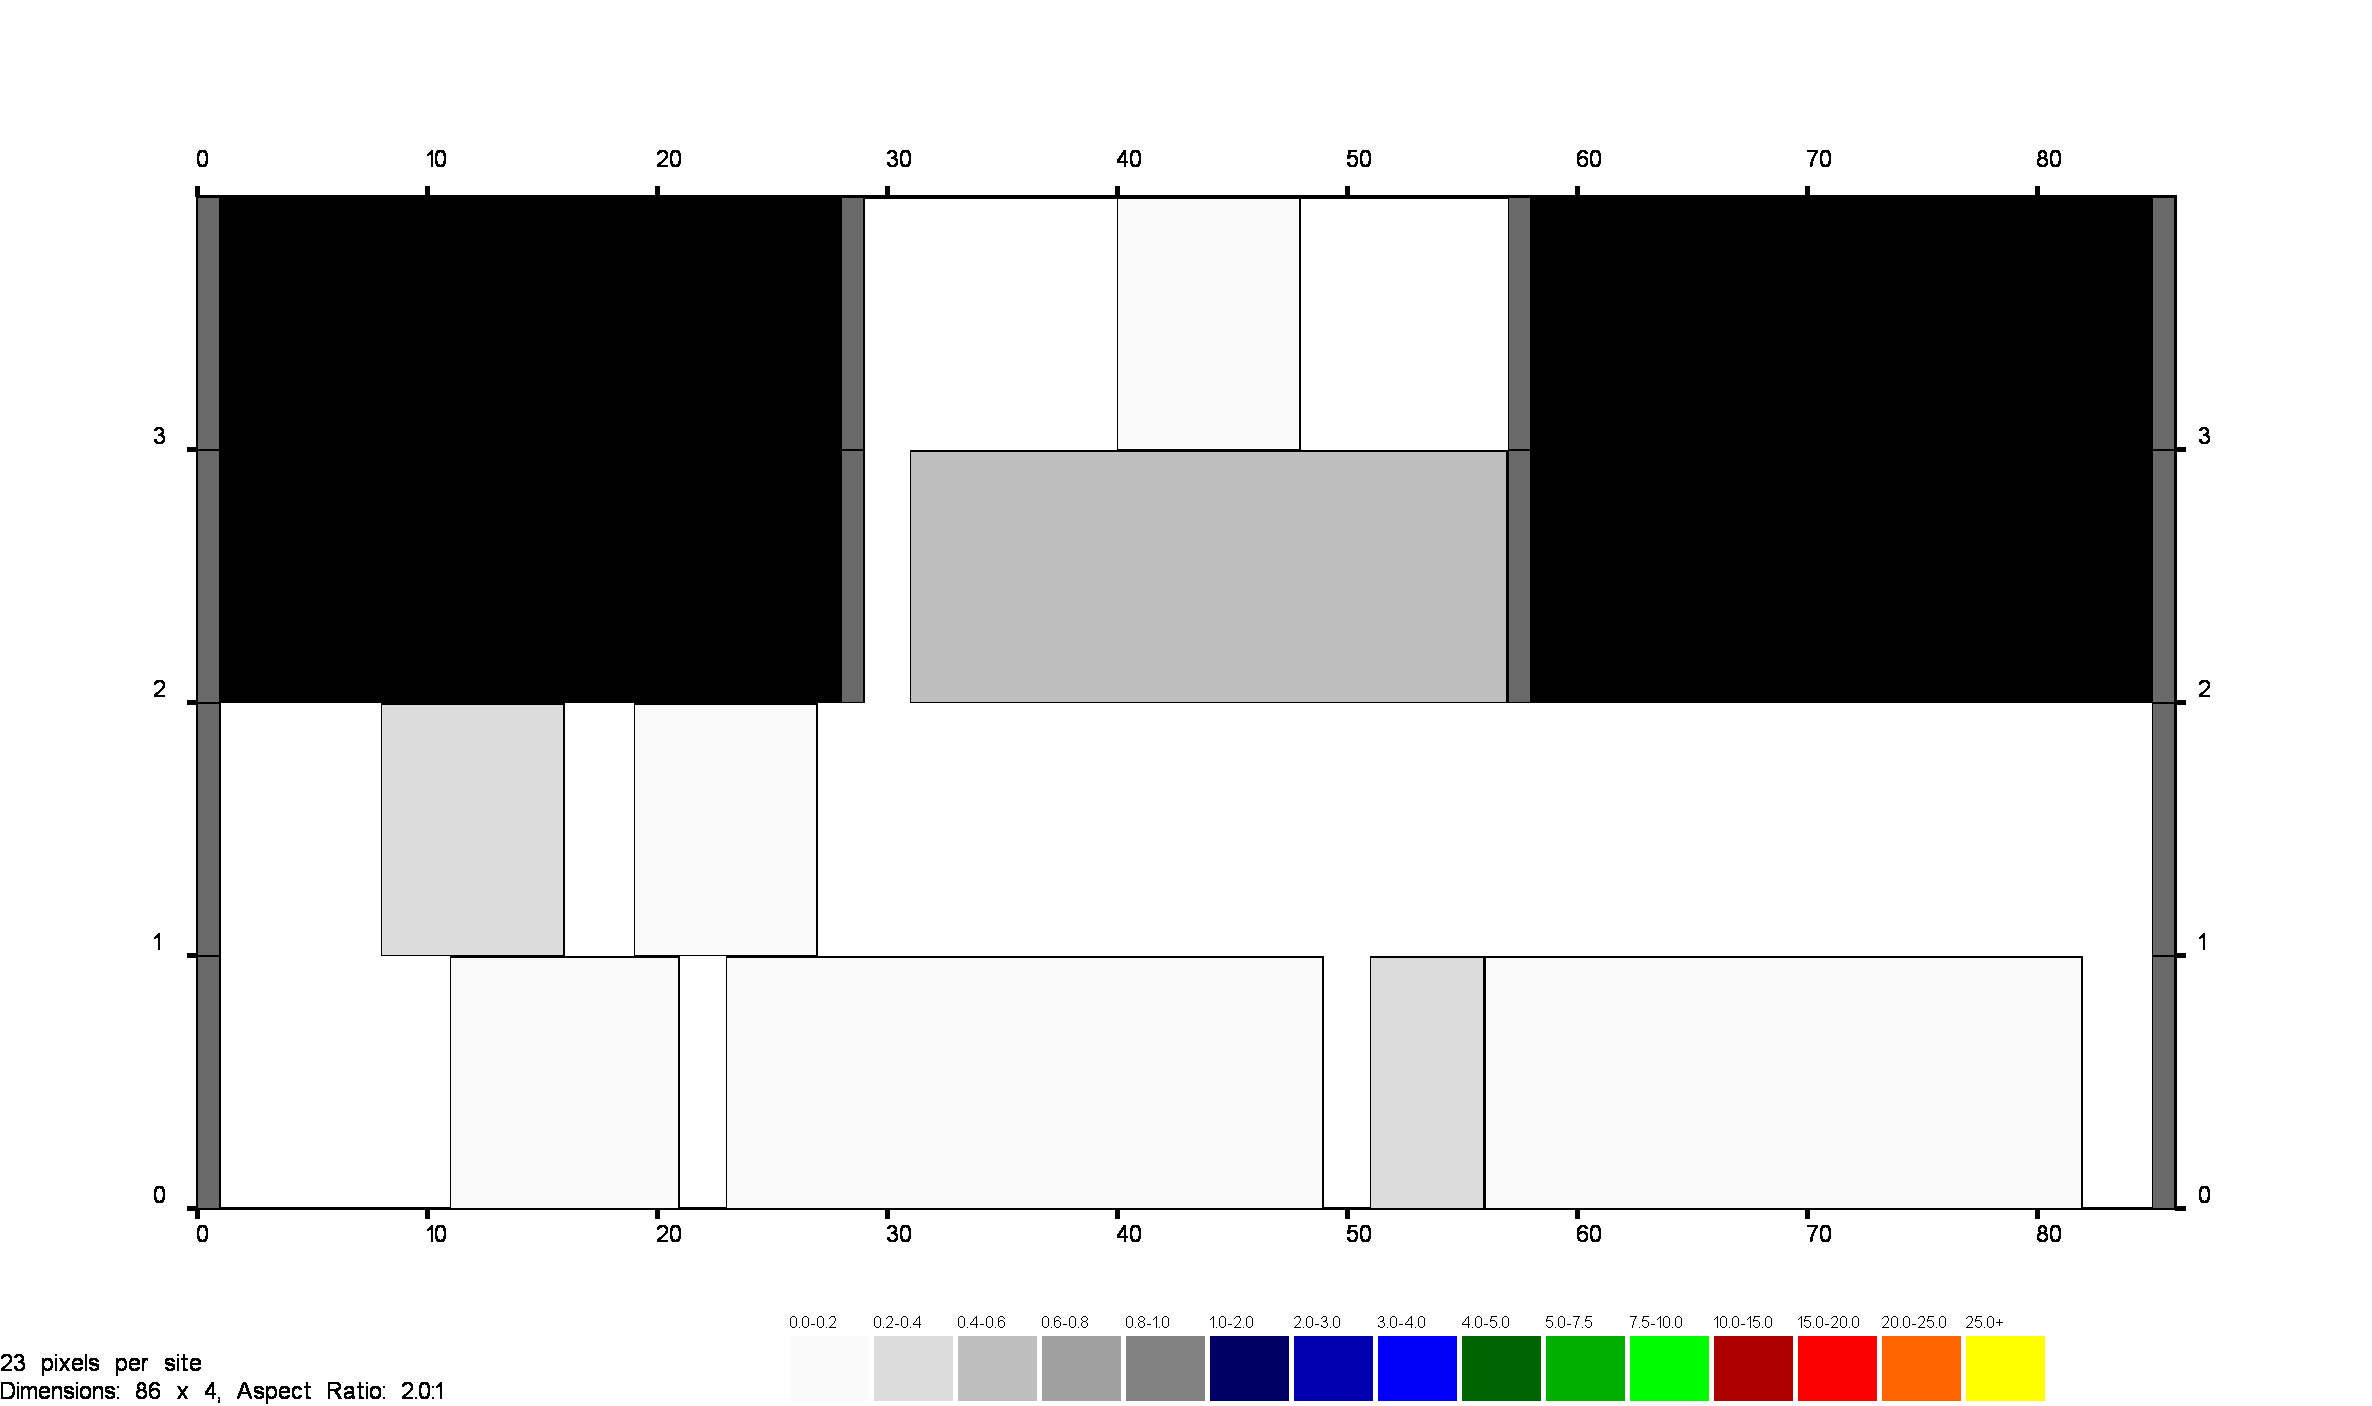 0 10 20 30 40 50 60 70 80
3 3
2 2
1 1
0 0
0 10 20 30 40 50 60 70 80
0.0-0.2 0.2-0.4 0.4-0.6 0.6-0.8 0.8-1.0 1.0-2.0 2.0-3.0 3.0-4.0 4.0-5.0 5.0-7.5 7.5-10.0 10.0-15.0 15.0-20.0 20.0-25.0 25.0+
23 pixels per site
Dimensions: 86 x 4, Aspect Ratio: 2.0:1